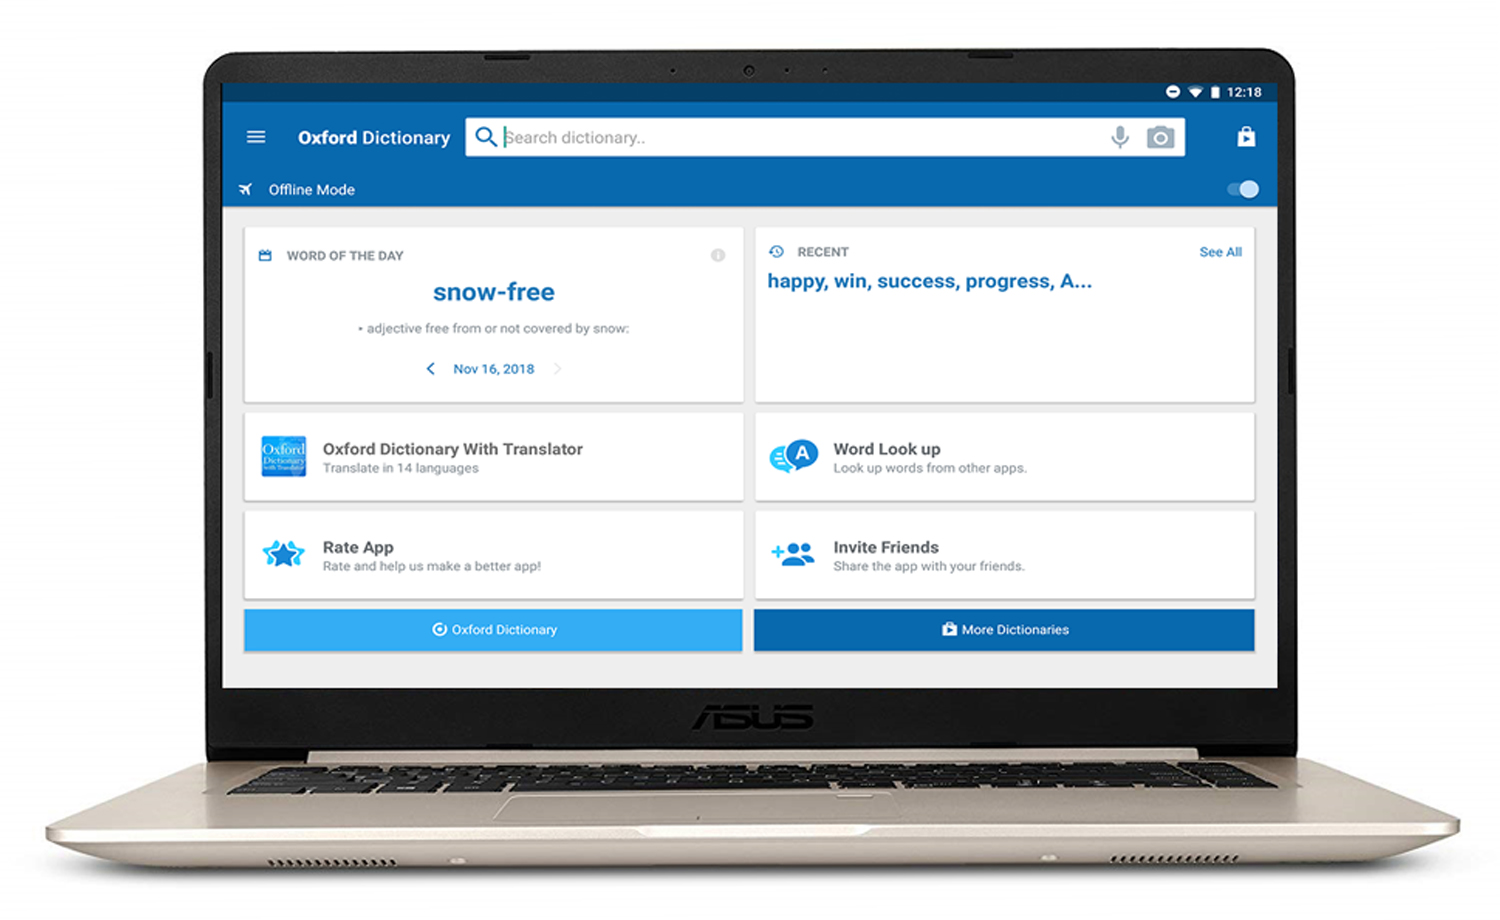 12:18
Oxford Dictionary
Search dictionary..
Offline Mode
WORD OF THE DAY
snow-free
• adjective free from or not covered by snow:
Nov 16, 2018
RECENT
See All
happy, win, success, progress, A...
Oxford Dictionary With Translator
Translate in 14 languages
Oxford
Dictionary
with Translator
A
Word Look up
Look up words from other apps.
Rate App
Rate and help us make a better app!
Invite Friends
Share the app with your friends.
Oxford Dictionary
More Dictionaries
ASUS